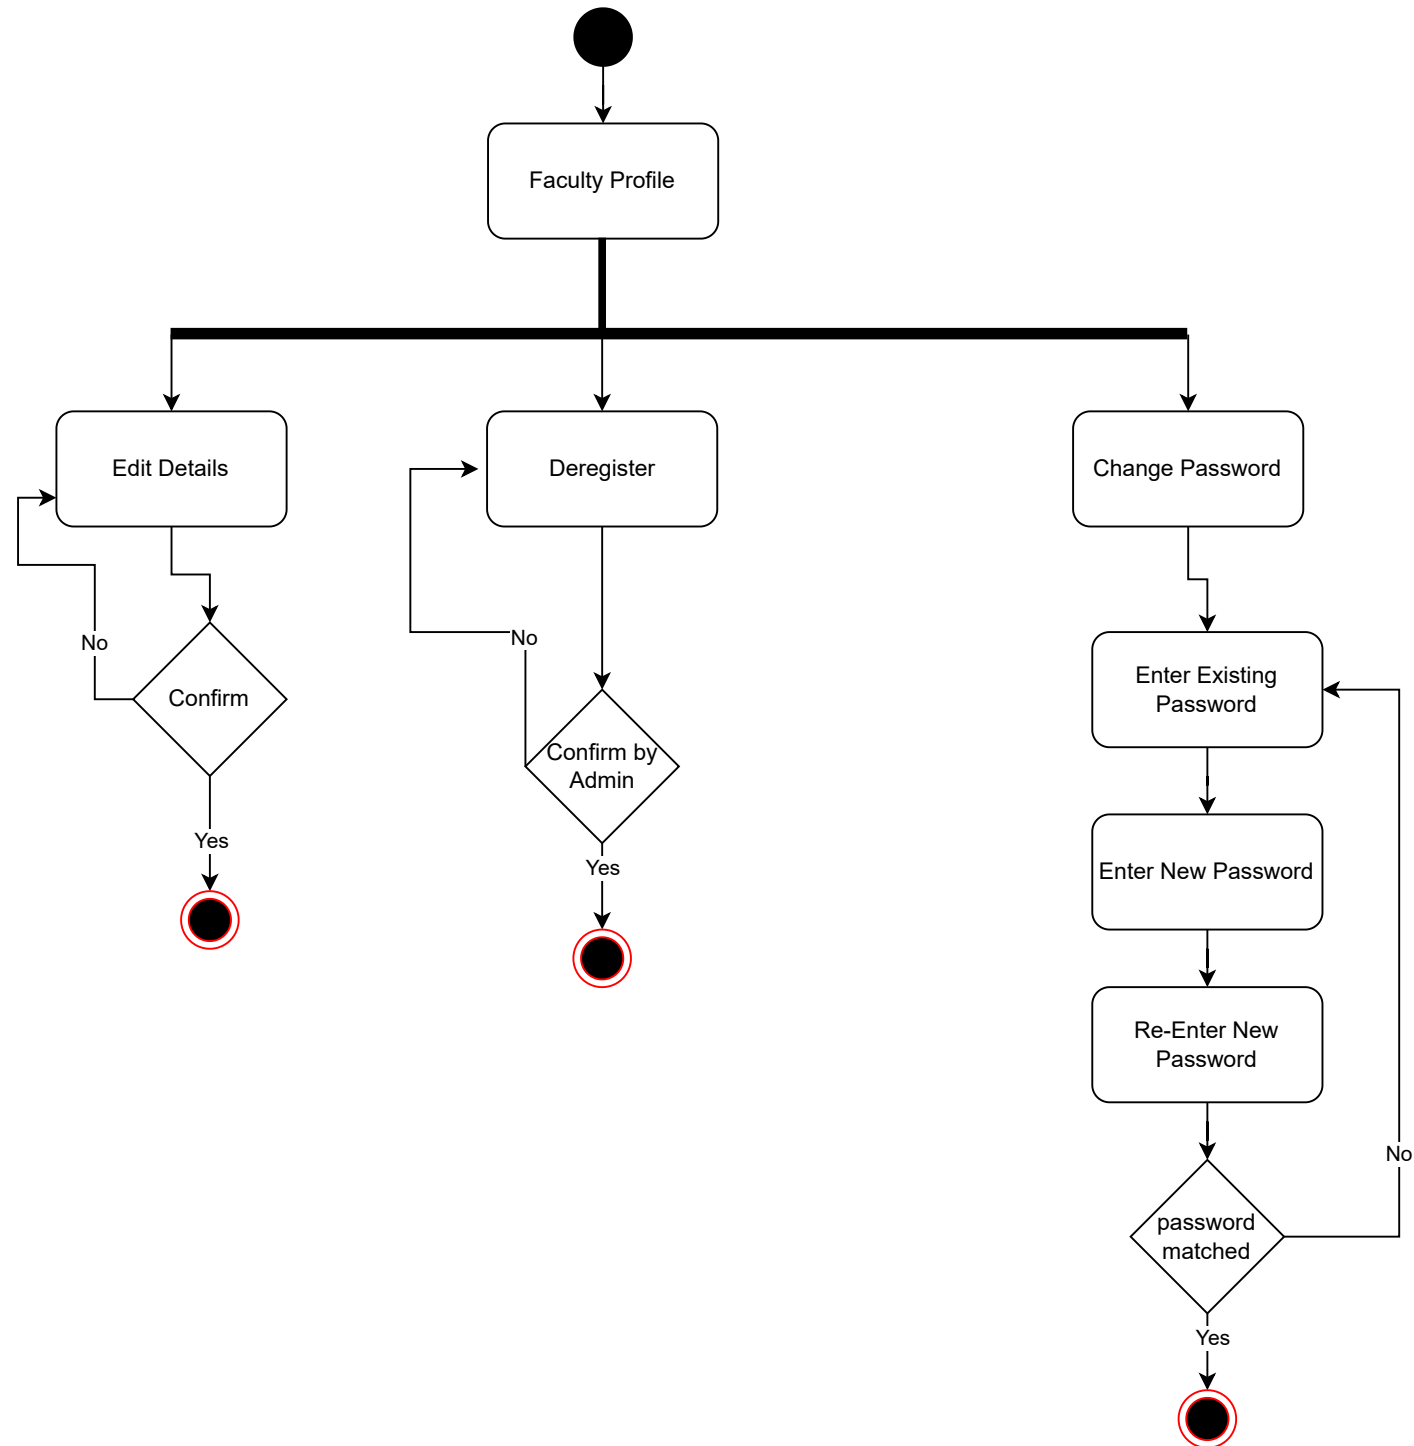 Faculty Profile
Edit Details
Deregister
Change Password
No
Confirm
Yes
No
Confirm by
Admin
Yes
Enter Existing
Password
Enter New Password
Re-Enter New
Password
No
password
matched
Yes